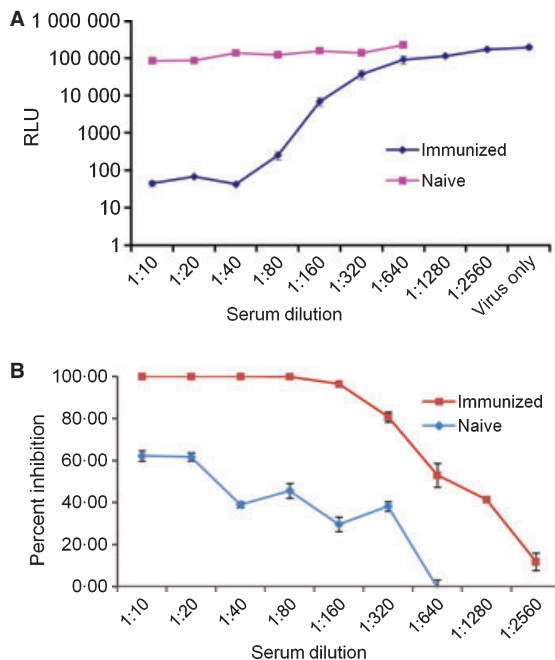 A
1 000 000
100 000
10 000
1000
100
10
1
RLU
Immunized
Naive
1:10
1:20
1:40
1:80
1:160
1:320
1:640
1:1280
1:2560
Virus only
Serum dilution
B
100·00
80·00
60·00
40·00
20·00
0·00
Percent inhibition
Immunized
Naive
1:10
1:20
1:40
1:80
1:160
1:320
1:640
1:1280
1:2560
Serum dilution